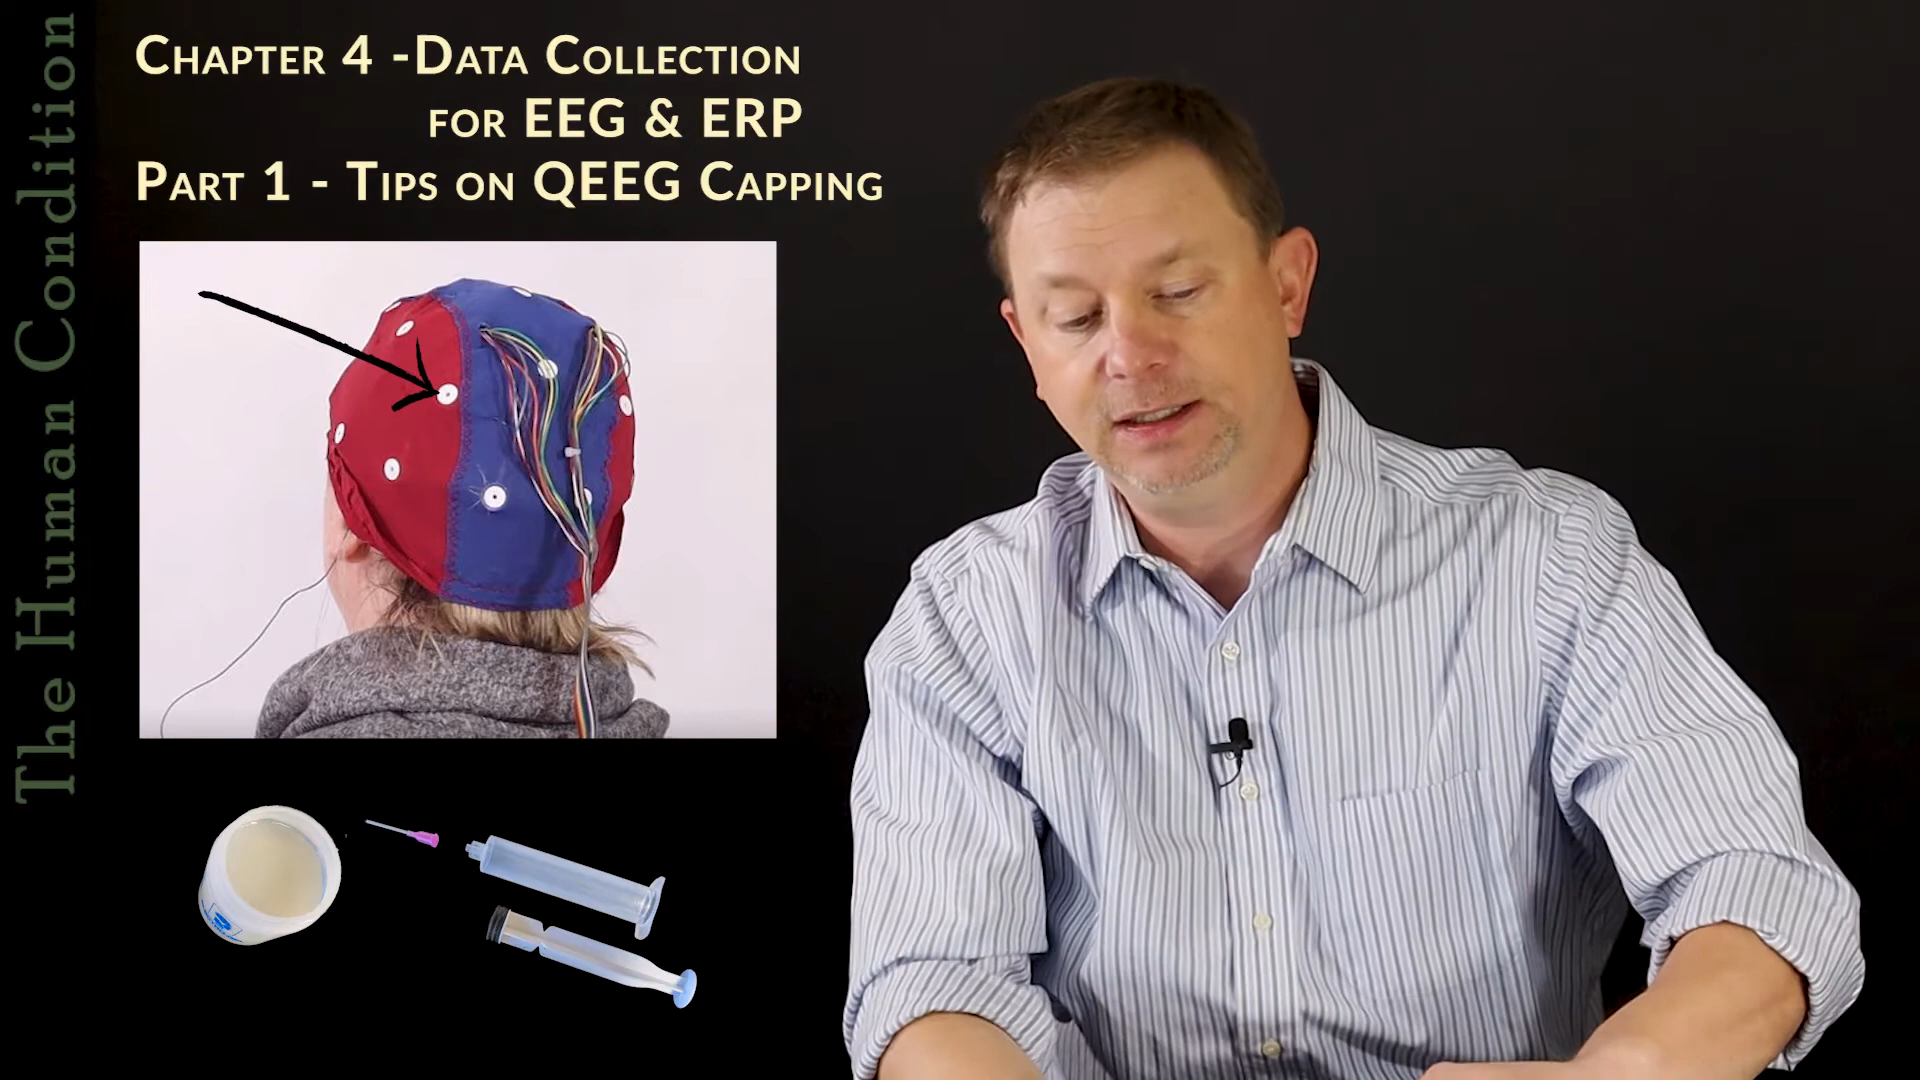 Chapter 4 -Data Collection
for EEG & ERP
Part 1 - Tips on QEEG Capping
The Human Condition